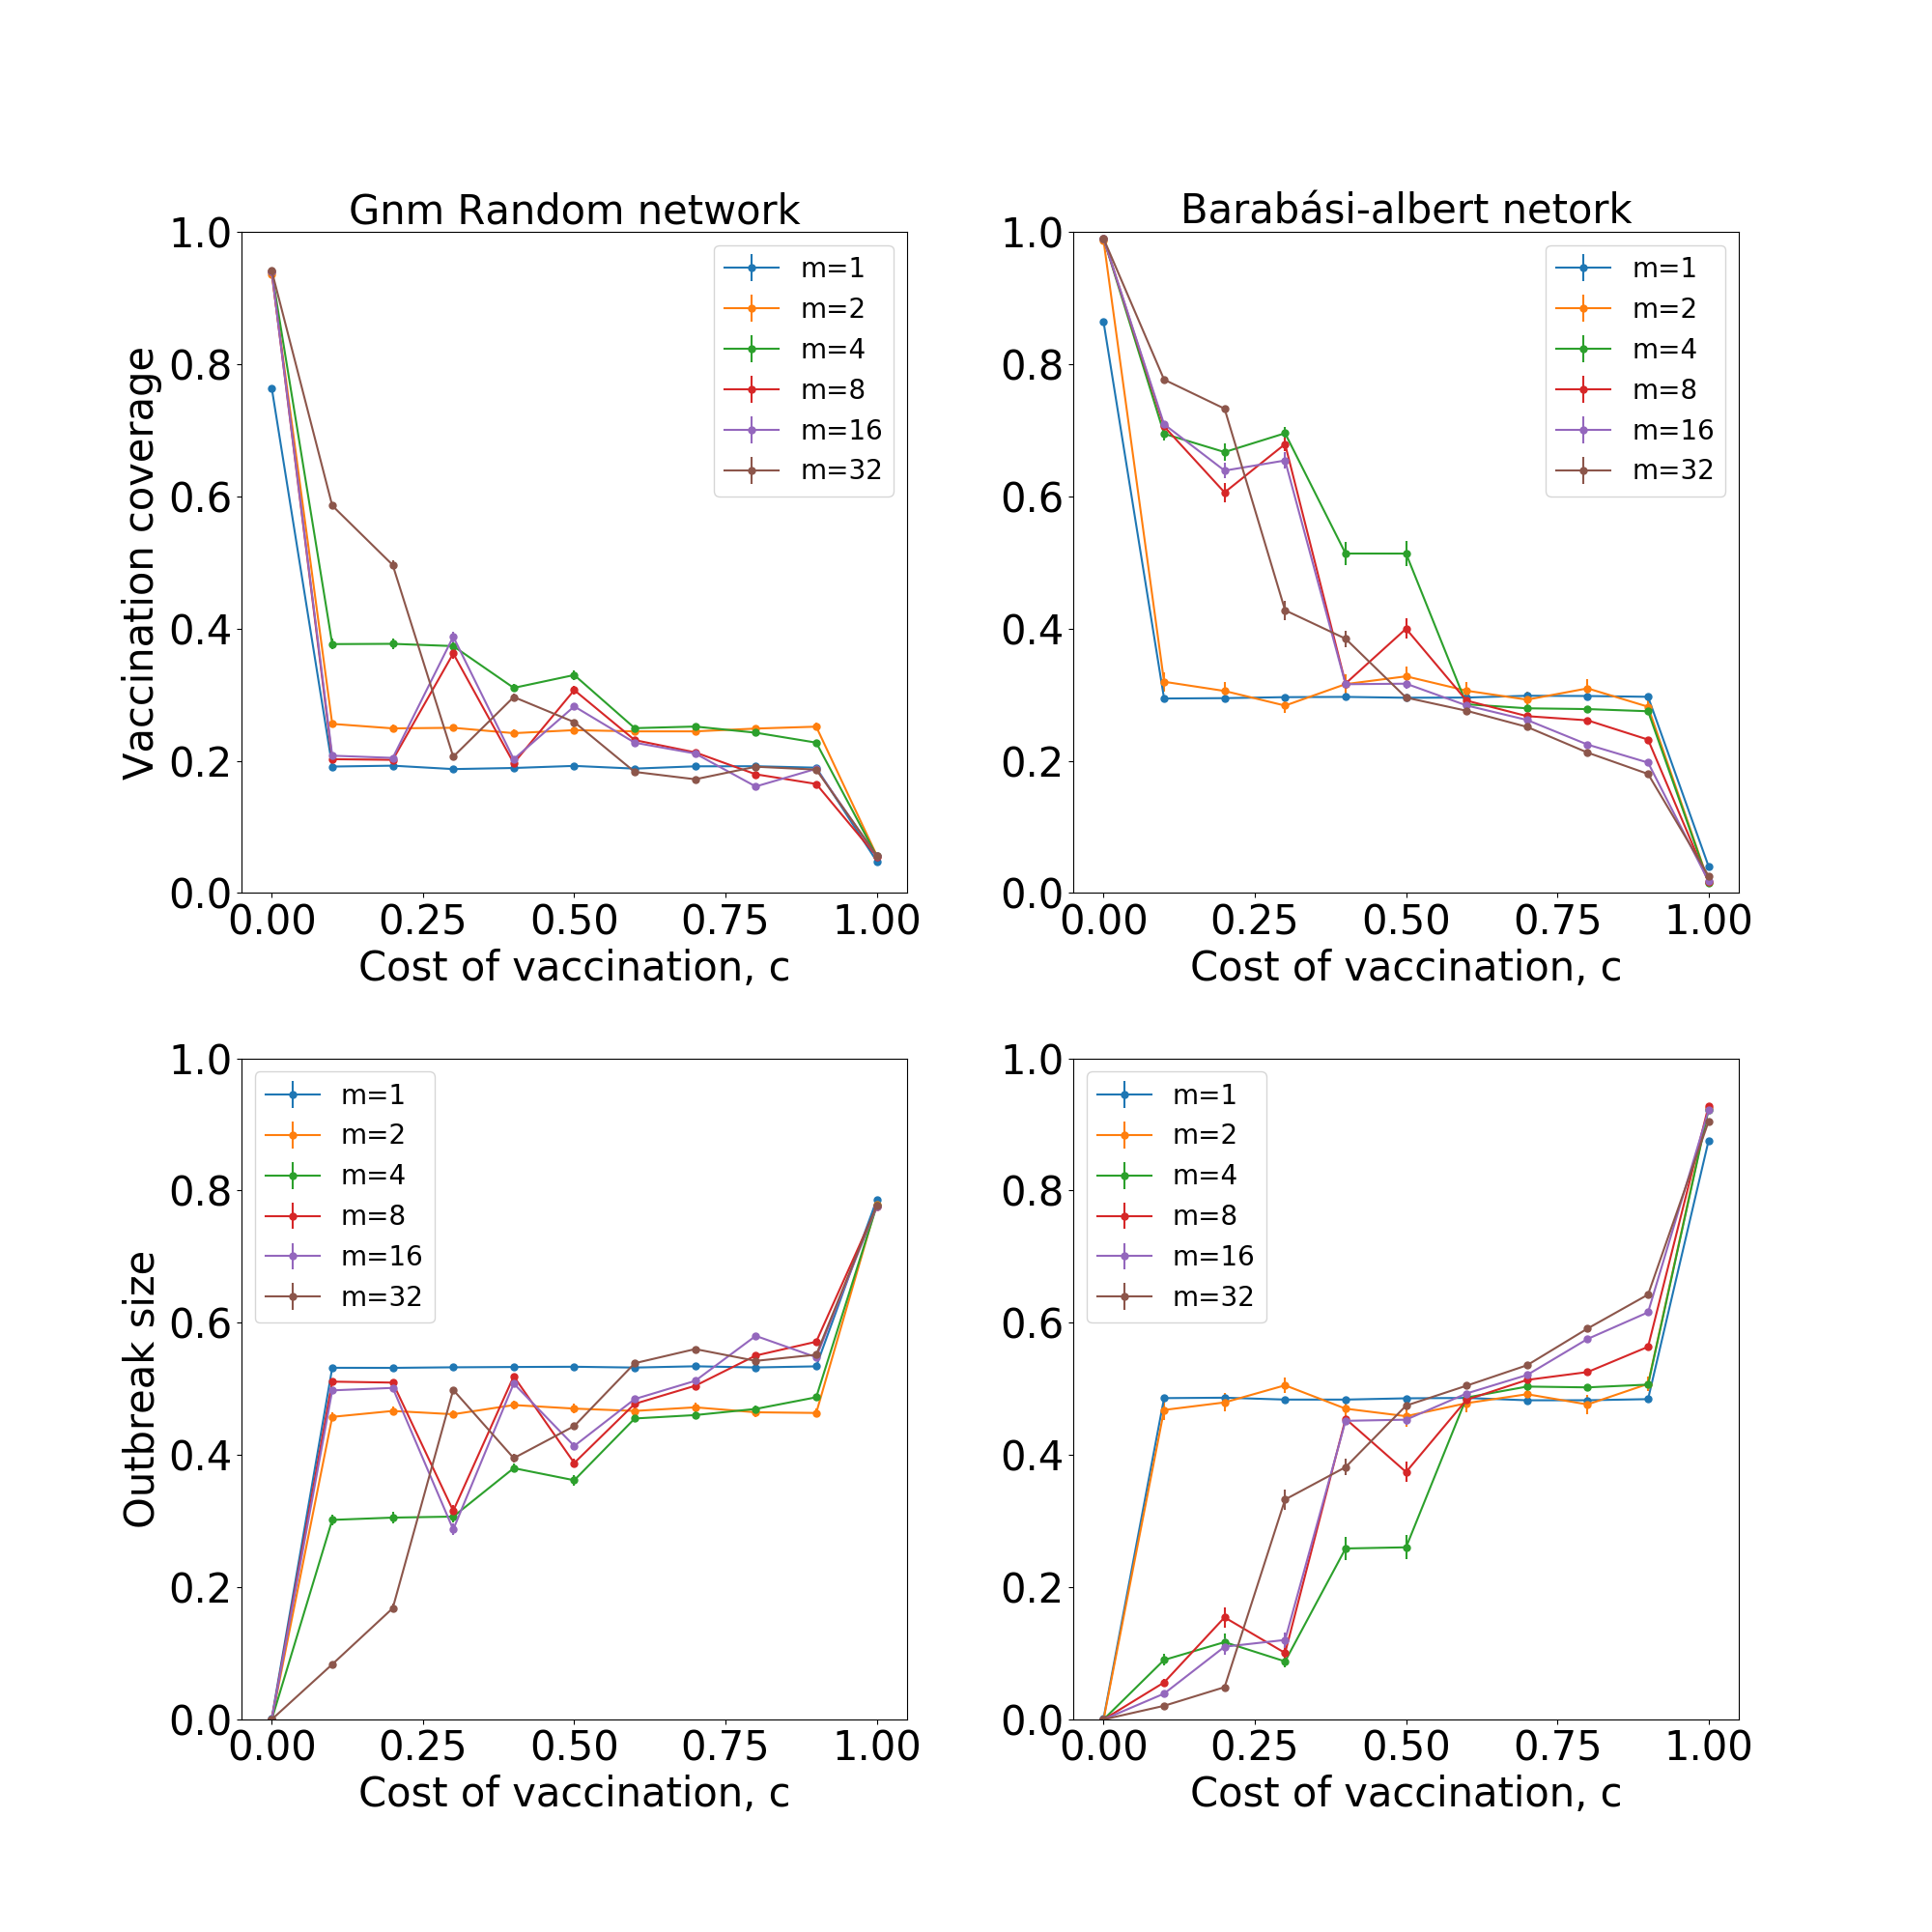 Gnm Random network
1.0
0.8
0.6
0.4
0.2
0.0
Vaccination coverage
m=1
m=2
m=4
m=8
m=16
m=32
0.00 0.25 0.50 0.75 1.00
Cost of vaccination, c
Barabási-albert netork
1.0
0.8
0.6
0.4
0.2
0.0
m=1
m=2
m=4
m=8
m=16
m=32
0.00 0.25 0.50 0.75 1.00
Cost of vaccination, c
1.0
0.8
0.6
0.4
0.2
0.0
Outbreak size
m=1
m=2
m=4
m=8
m=16
m=32
0.00 0.25 0.50 0.75 1.00
Cost of vaccination, c
1.0
0.8
0.6
0.4
0.2
0.0
m=1
m=2
m=4
m=8
m=16
m=32
0.00 0.25 0.50 0.75 1.00
Cost of vaccination, c